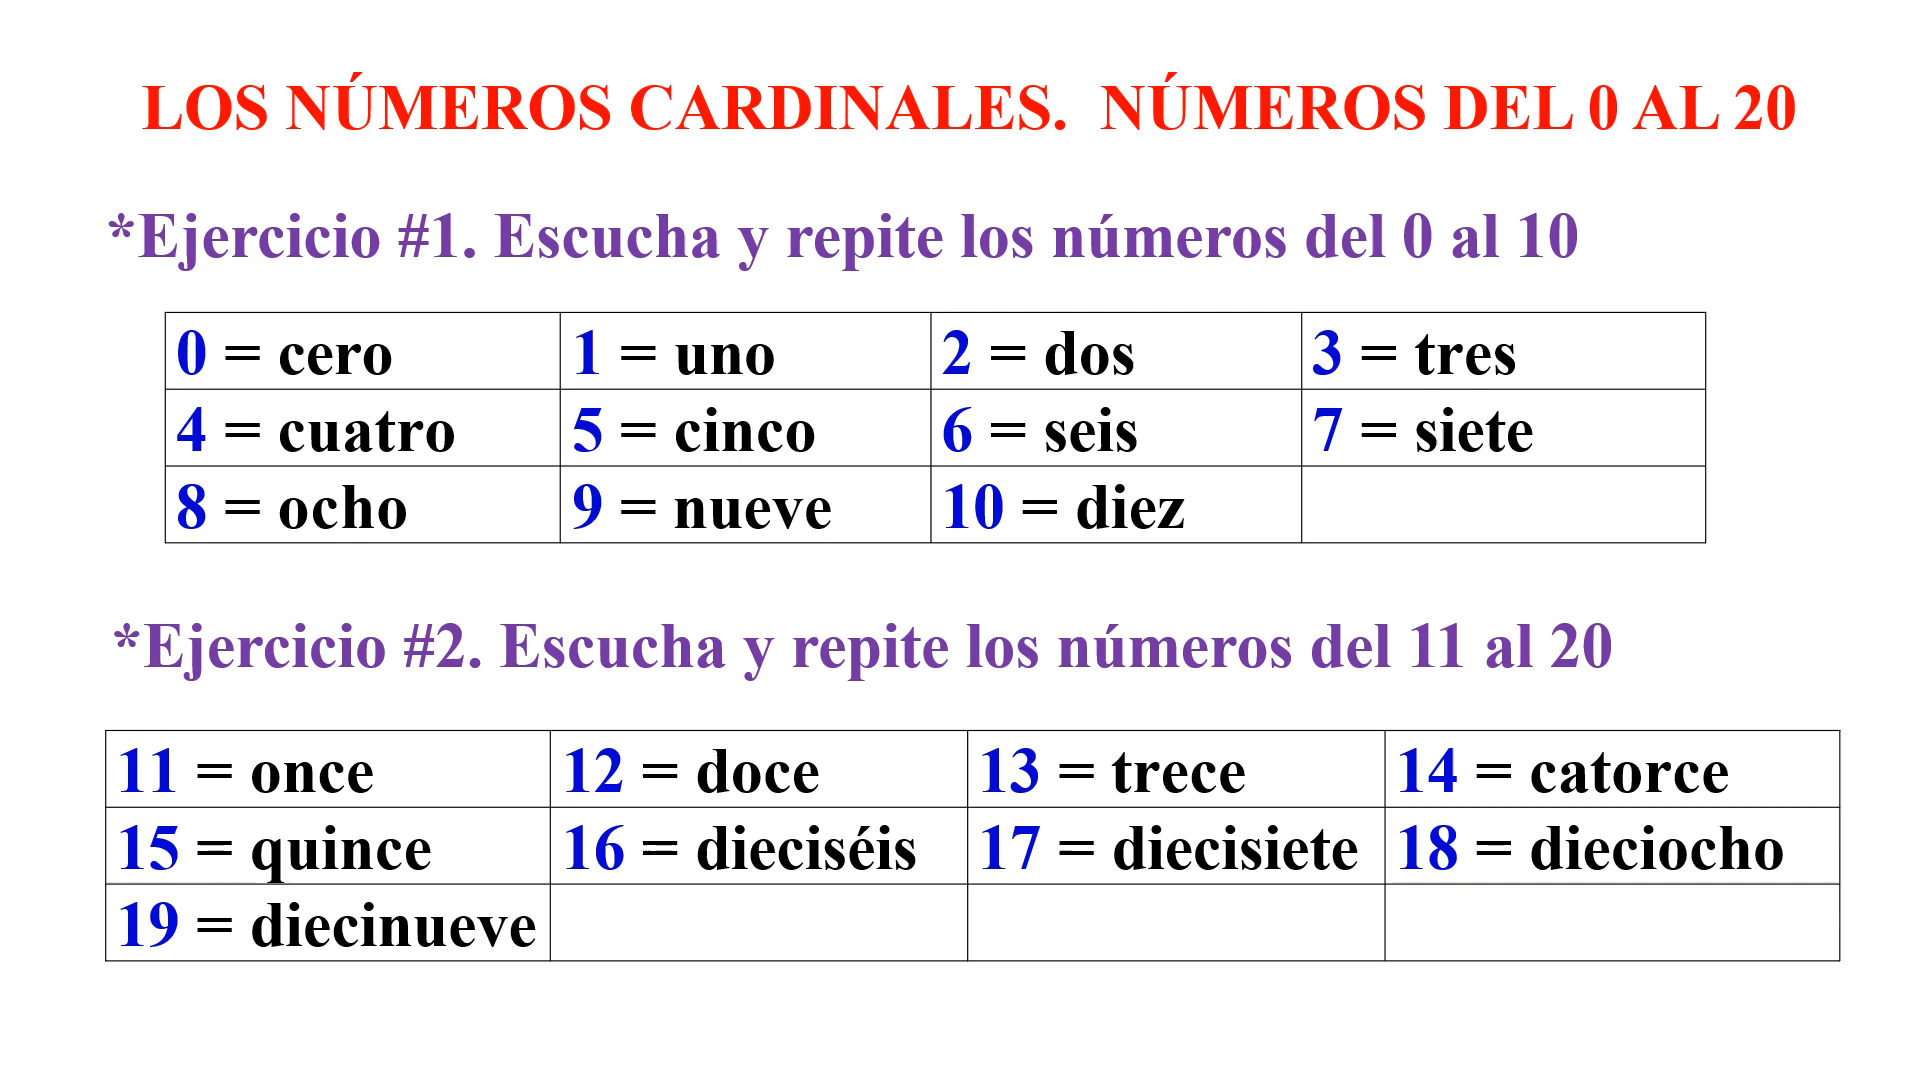 LOS NÚMEROS CARDINALES. NÚMEROS DEL 0 AL 20
*Ejercicio #1. Escucha y repite los números del 0 al 10
0 = cero 1 = uno 2 = dos 3 = tres
4 = cuatro 5 = cinco 6 = seis 7 = siete
8 = ocho 9 = nueve 10 = diez
*Ejercicio #2. Escucha y repite los números del 11 al 20
11 = once 12 = doce 13 = trece 14 = catorce
15 = quince 16 = dieciséis 17 = diecisiete 18 = dieciocho
19 = diecinueve